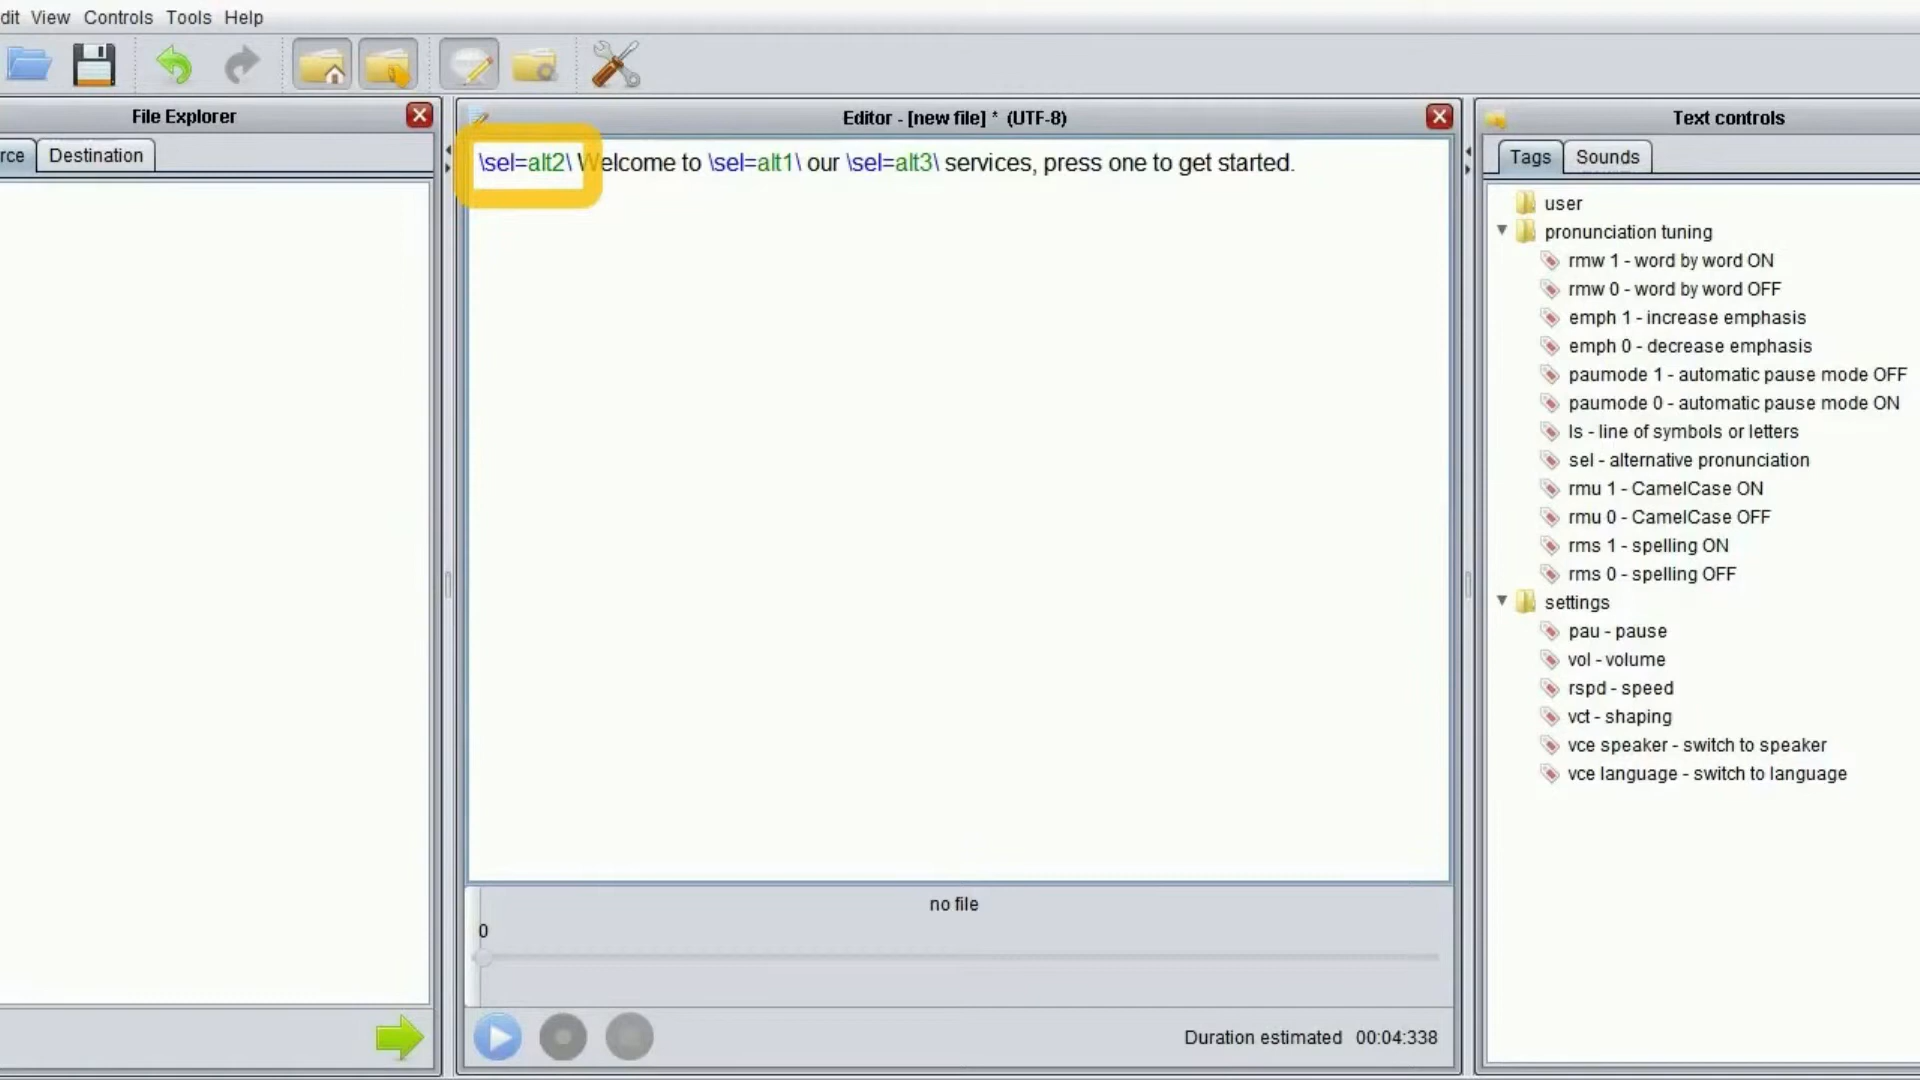 dit View Controls Tools Help
File Explorer
rce Destination
Editor - [new file] * (UTF-8)
\sel=alt2\ Welcome to \sel=alt1\ our \sel=alt3\ services, press one to get started.
no file
0
Duration estimated 00:04:338
Text controls
Tags Sounds
user
pronunciation tuning
rmw 1 - word by word ON
rmw 0 - word by word OFF
emph 1 - increase emphasis
emph 0 - decrease emphasis
paumode 1 - automatic pause mode OFF
paumode 0 - automatic pause mode ON
ls - line of symbols or letters
sel - alternative pronunciation
rmu 1 - CamelCase ON
rmu 0 - CamelCase OFF
rms 1 - spelling ON
rms 0 - spelling OFF
settings
pau - pause
vol - volume
rspd - speed
vct - shaping
vce speaker - switch to speaker
vce language - switch to language